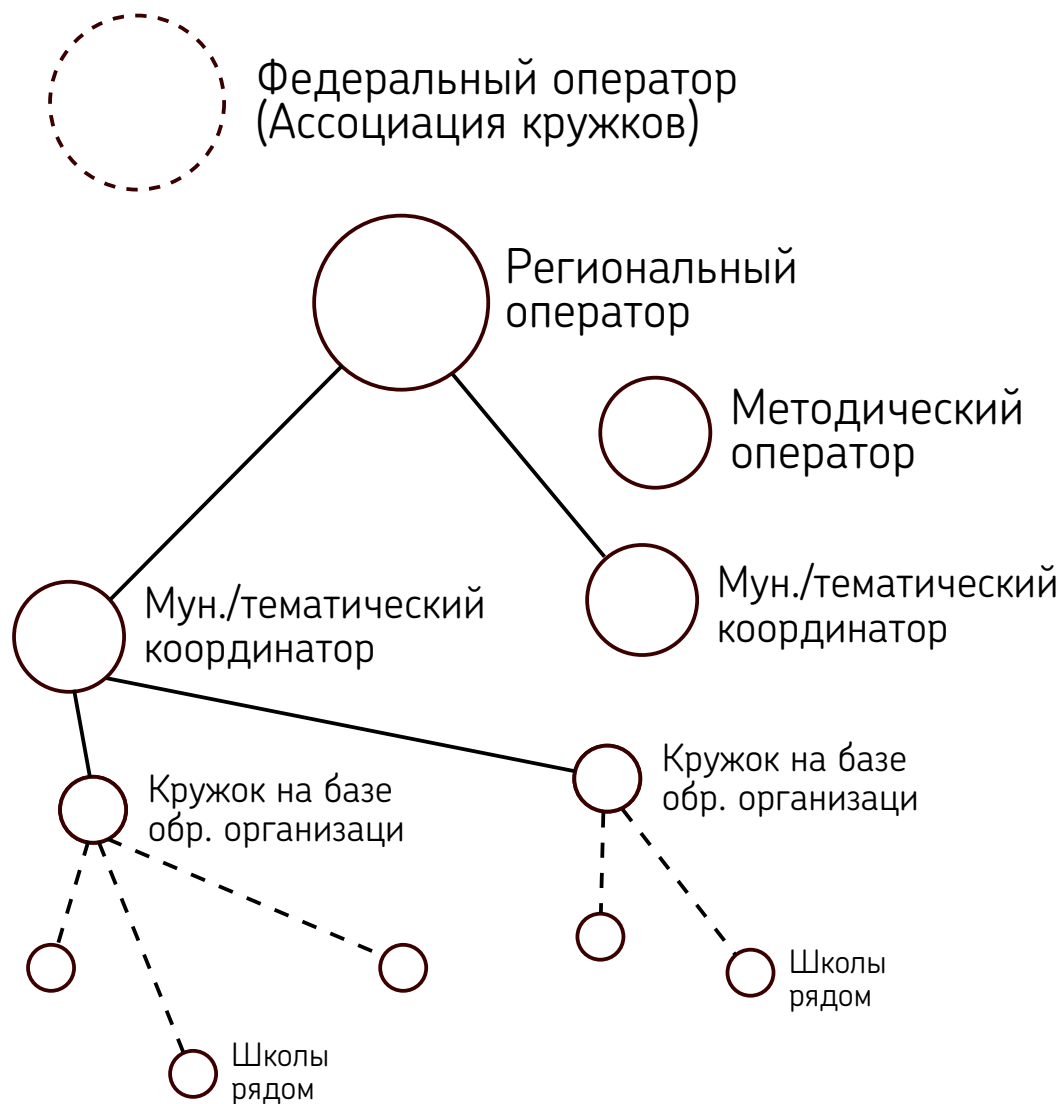 Федеральный оператор
(Ассоциация кружков)
Региональный
оператор
Методический
оператор
Мун./тематический
координатор
Мун./тематический
координатор
Кружок на базе
обр. организаци
Кружок на базе
обр. организаци
Школы
рядом
Школы
рядом